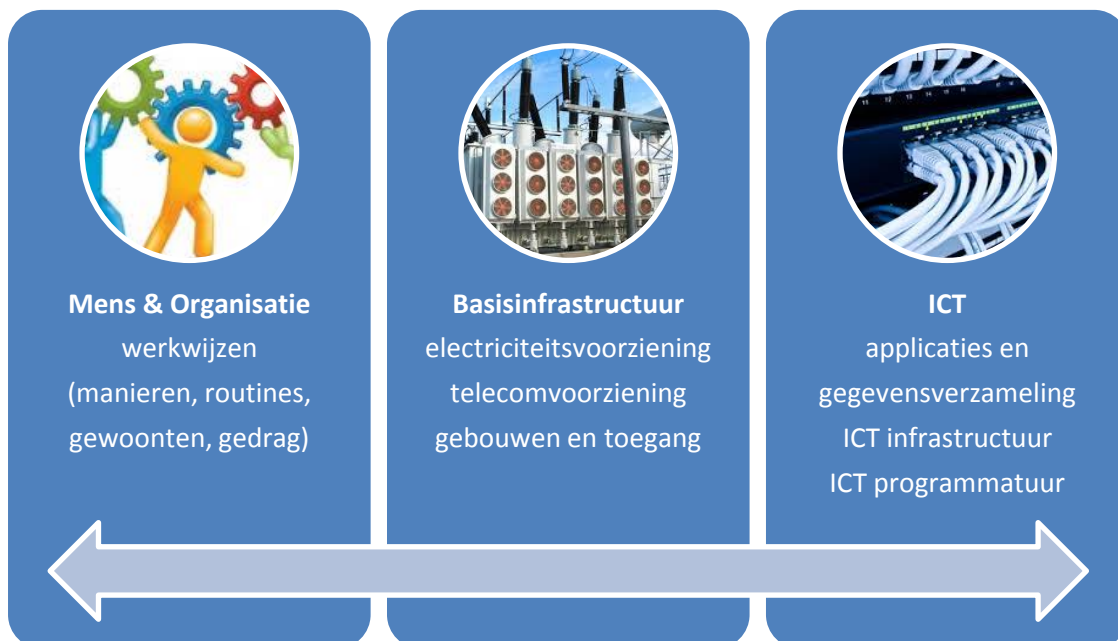 Mens & Organisatie
werkwijzen
(manieren, routines,
gewoonten, gedrag)
Basisinfrastructuur
electriciteitsvoorziening
telecomvoorziening
gebouwen en toegang
ICT
applicaties en
gegevensverzameling
ICT infrastructuur
ICT programmatuur